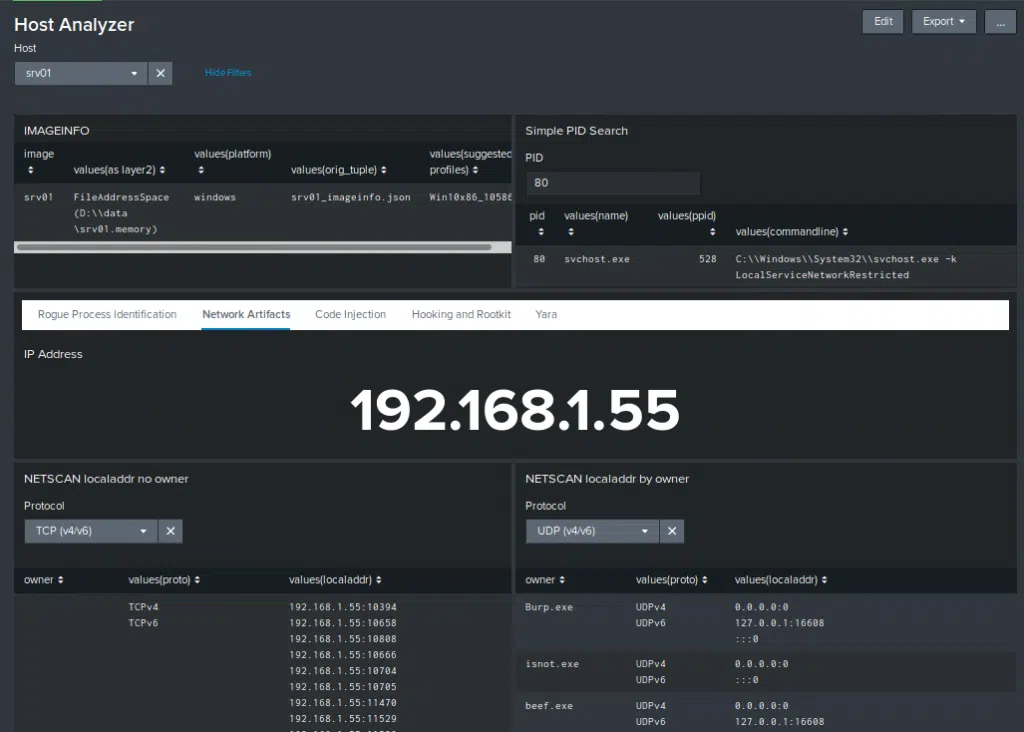 Host Analyzer
Edit
Export
...
Host
srv01
Hide Filters
IMAGEINFO
image
values(as layer2)
values(platform)
values(orig_tuple)
values(suggested
profiles)
srv01
FileAddressSpace
(D:\\data
\srv01.memory)
windows
srv01_imageinfo.json
Win10x86_10586
Simple PID Search
PID
80
pid
values(name)
values(ppid)
values(commandline)
80
svchost.exe
528
C:\\Windows\\System32\\svchost.exe -k
LocalServiceNetworkRestricted
Rogue Process Identification
Network Artifacts
Code Injection
Hooking and Rootkit
Yara
IP Address
192.168.1.55
NETSCAN localaddr no owner
Protocol
TCP (v4/v6)
owner
values(proto)
values(localaddr)
TCPv4
TCPv6
192.168.1.55:10394
192.168.1.55:10658
192.168.1.55:10808
192.168.1.55:10666
192.168.1.55:10704
192.168.1.55:10705
192.168.1.55:11470
192.168.1.55:11529
NETSCAN localaddr by owner
Protocol
UDP (v4/v6)
owner
values(proto)
values(localaddr)
Burp.exe
UDPv4
UDPv6
0.0.0.0:0
127.0.0.1:16608
:::0
isnot.exe
UDPv4
UDPv6
0.0.0.0:0
:::0
beef.exe
UDPv4
UDPv6
0.0.0.0:0
127.0.0.1:16608